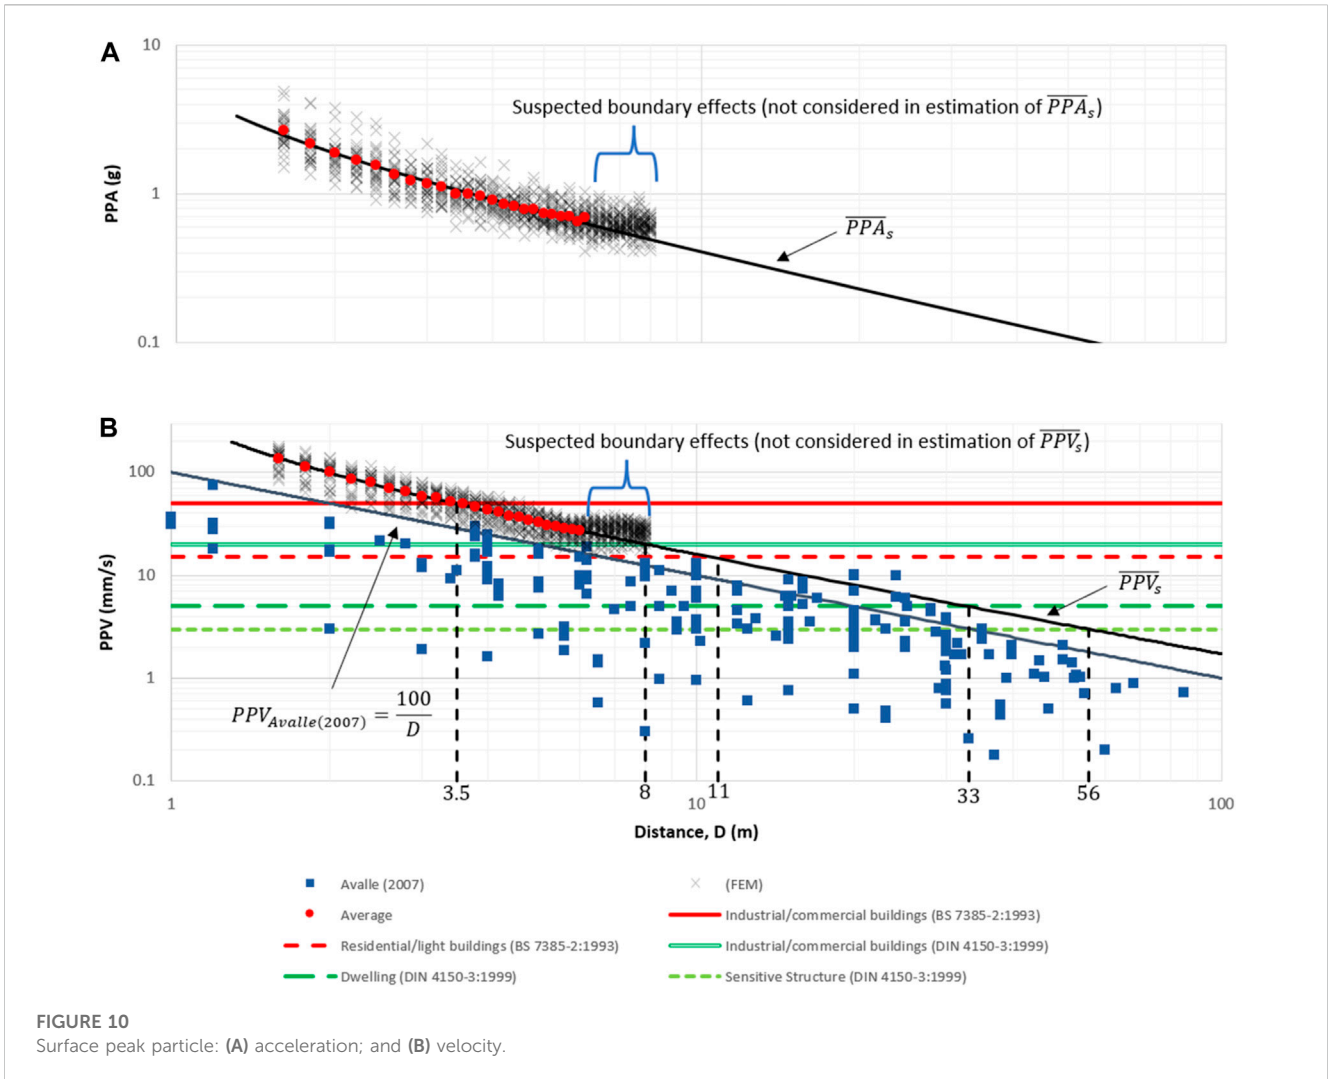 A
10
Suspected boundary effects (not considered in estimation of PPA̅s)
PPA (g)
1
PPA̅s
0.1
B
Suspected boundary effects (not considered in estimation of PPV̅s)
100
PPV (mm/s)
10
PPV̅s
1
PPV_Avalle(2007) = 100/D
0.1
3.5 8 11 33 56
1 10 100
Distance, D (m)
Avalle (2007) (FEM)
Average Industrial/commercial buildings (BS 7385-2:1993)
Residential/light buildings (BS 7385-2:1993) Industrial/commercial buildings (DIN 4150-3:1999)
Dwelling (DIN 4150-3:1999) Sensitive Structure (DIN 4150-3:1999)
FIGURE 10
Surface peak particle: (A) acceleration; and (B) velocity.